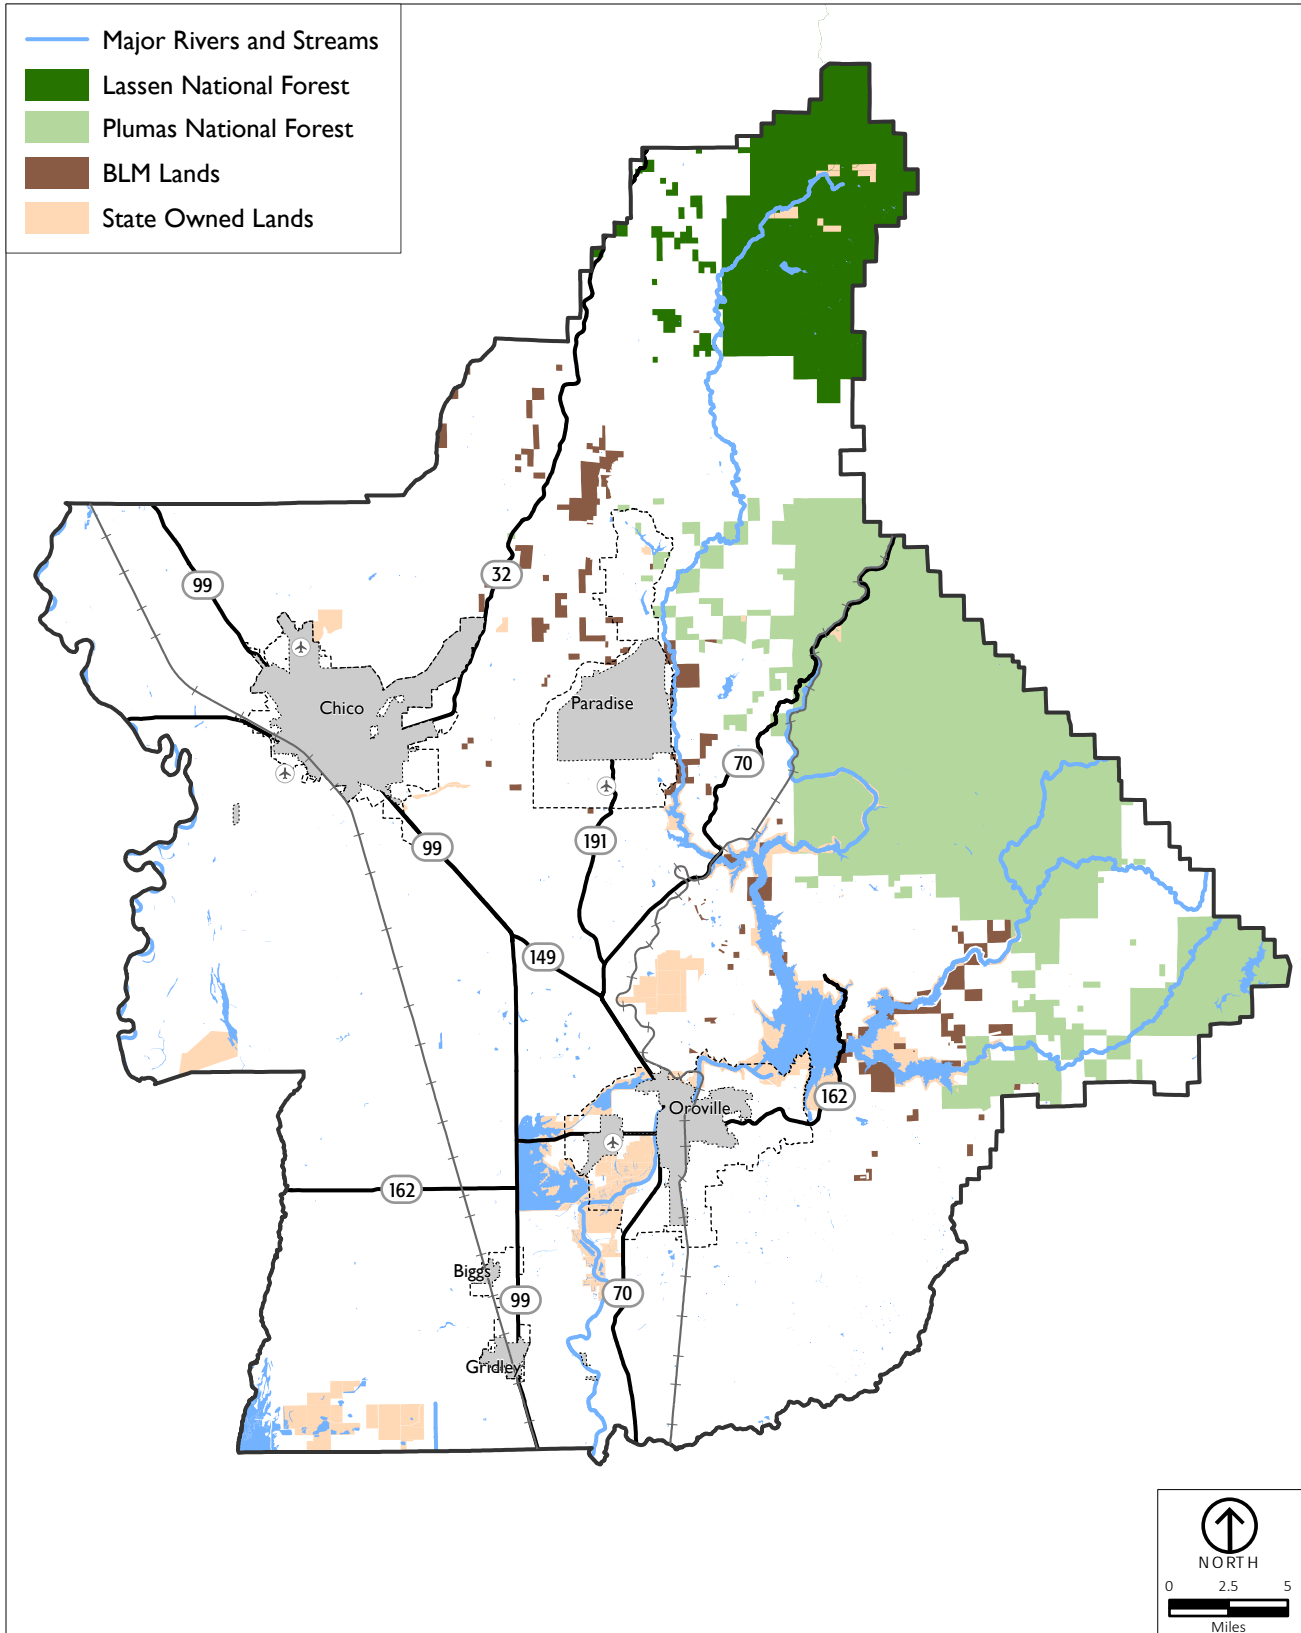 Major Rivers and Streams
Lassen National Forest
Plumas National Forest
BLM Lands
State Owned Lands
99
32
Chico
Paradise
70
99
191
149
162
Oroville
162
Biggs
99
70
Gridley
NORTH
0 2.5 5
Miles